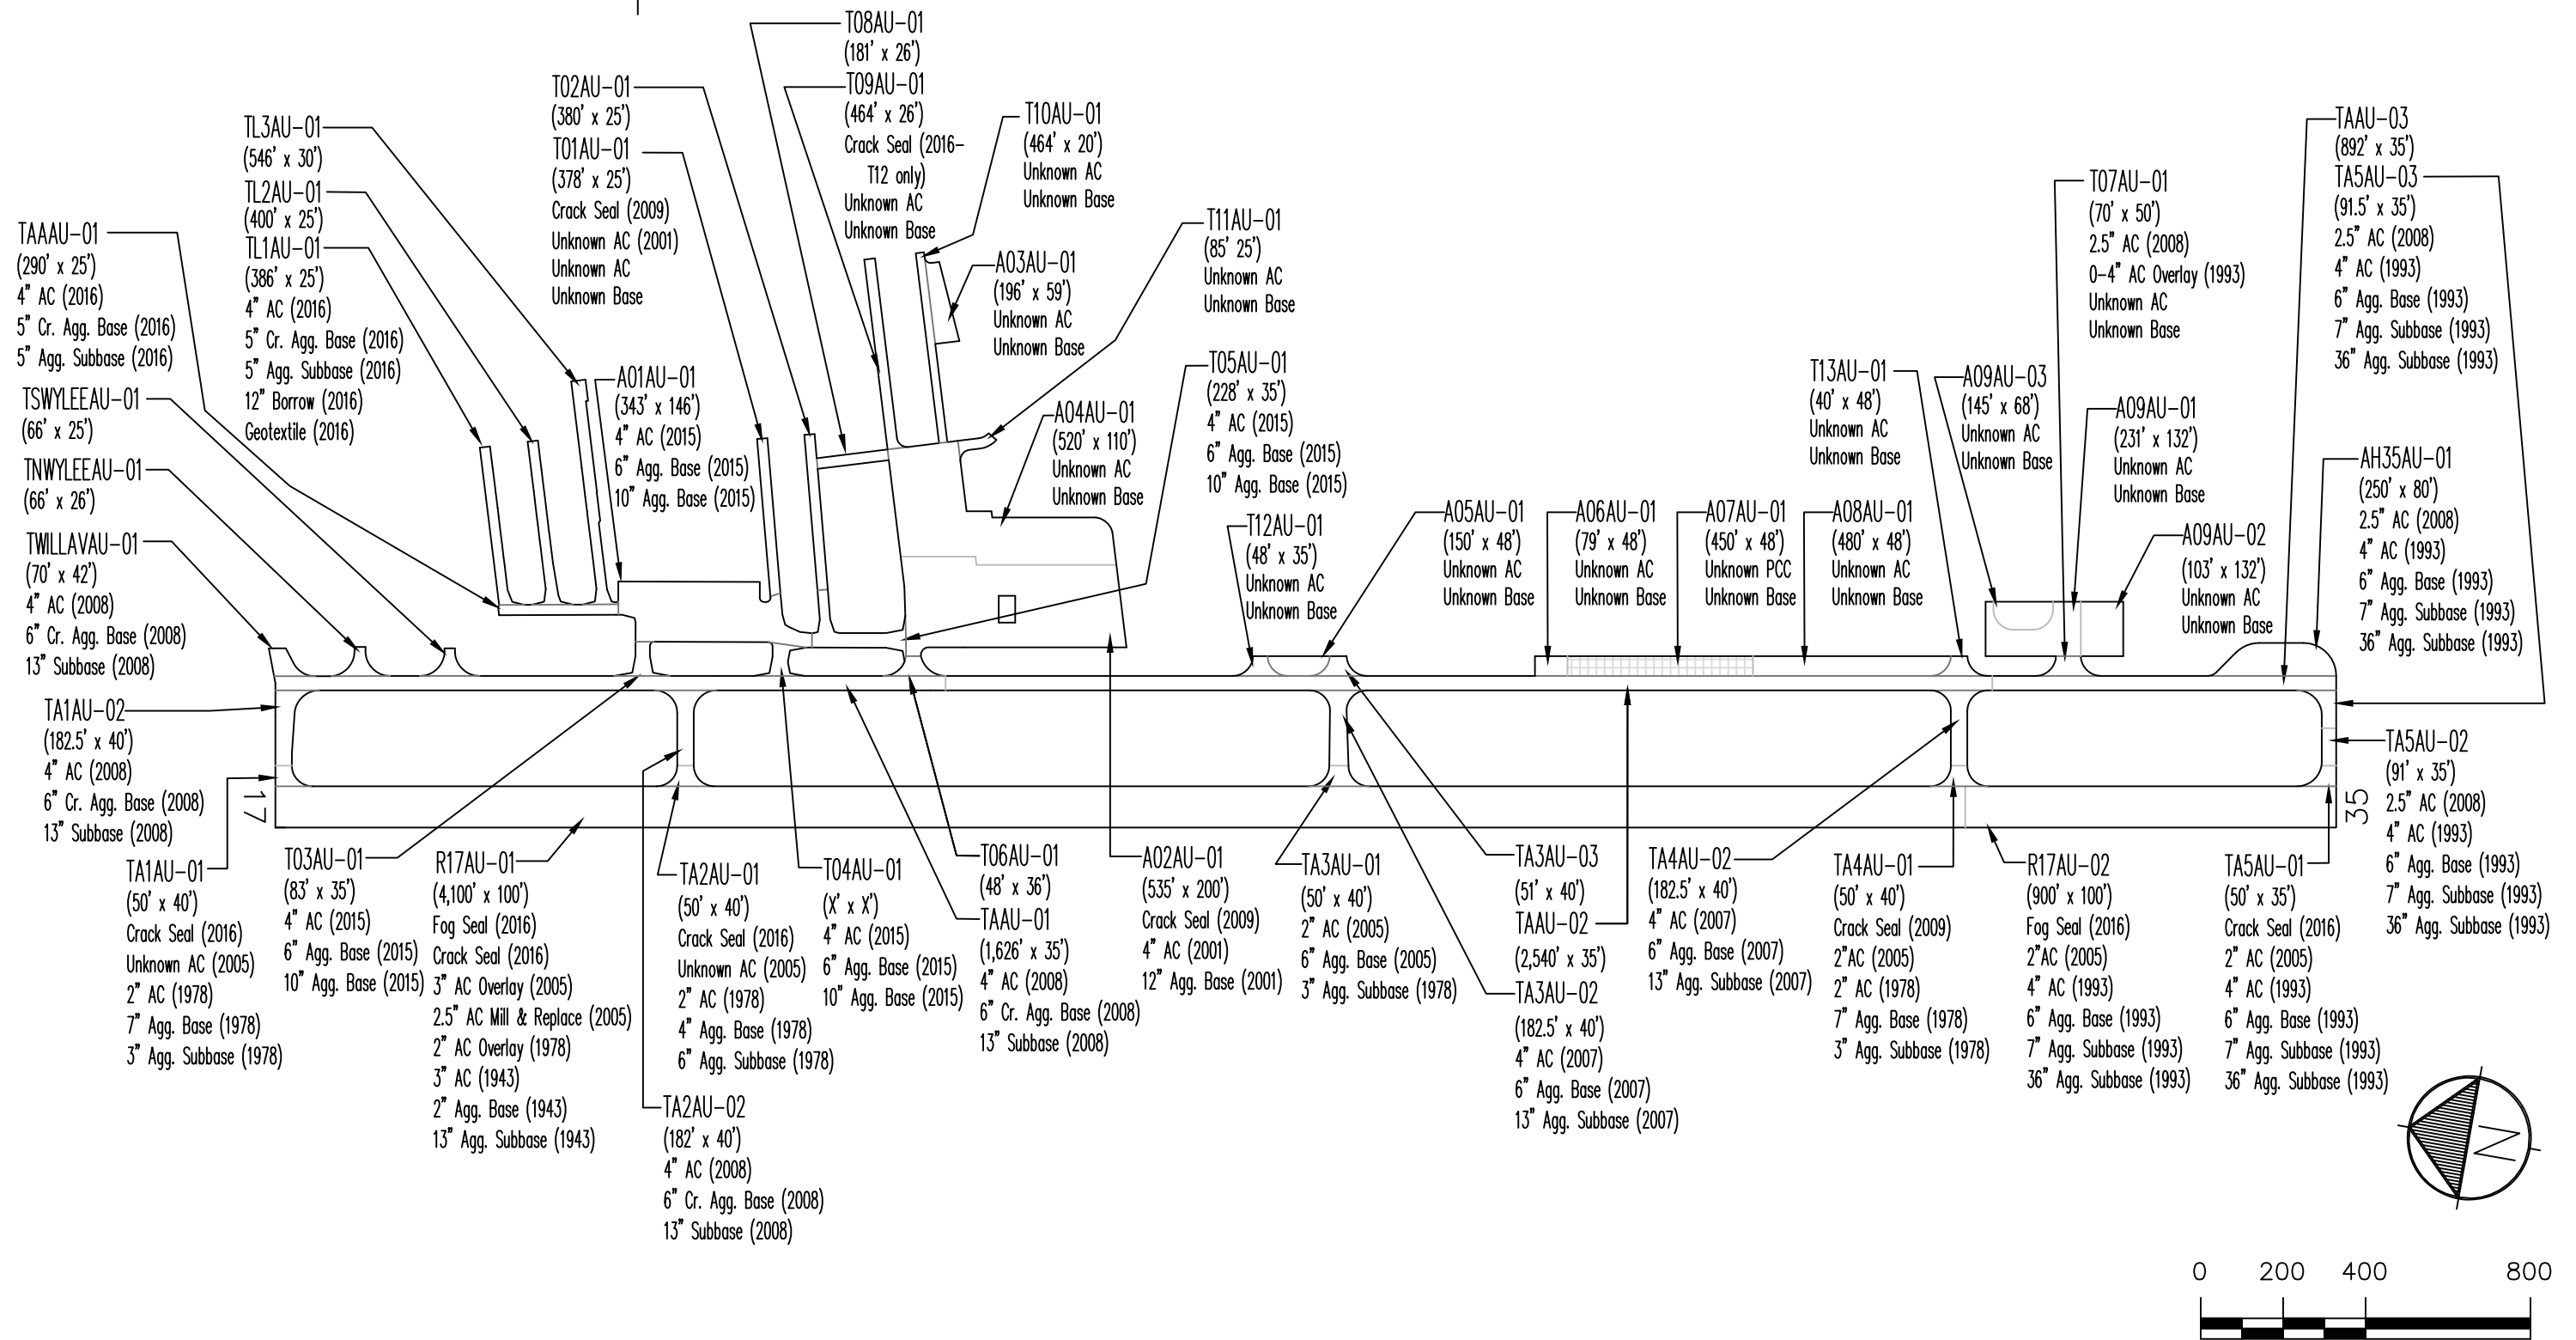 T08AU-01
(181' x 26')
T09AU-01
(464' x 26')
Crack Seal (2016-
T12 only)
Unknown AC
Unknown Base
T02AU-01
(380' x 25')
T01AU-01
(378' x 25')
Crack Seal (2009)
Unknown AC (2001)
Unknown AC
Unknown Base
T10AU-01
(464' x 20')
Unknown AC
Unknown Base
TL3AU-01
(546' x 30')
TL2AU-01
(400' x 25')
TL1AU-01
(386' x 25')
4" AC (2016)
5" Cr. Agg. Base (2016)
5" Agg. Subbase (2016)
12" Borrow (2016)
Geotextile (2016)
TAAAU-01
(290' x 25')
4" AC (2016)
5" Cr. Agg. Base (2016)
5" Agg. Subbase (2016)
TSWYLEEAU-01
(66' x 25')
TNWYLEEAU-01
(66' x 26')
TWILLAVAU-01
(70' x 42')
4" AC (2008)
6" Cr. Agg. Base (2008)
13" Subbase (2008)
A01AU-01
(343' x 146')
4" AC (2015)
6" Agg. Base (2015)
10" Agg. Base (2015)
A03AU-01
(196' x 59')
Unknown AC
Unknown Base
T11AU-01
(85' 25')
Unknown AC
Unknown Base
T05AU-01
(228' x 35')
4" AC (2015)
6" Agg. Base (2015)
10" Agg. Base (2015)
A04AU-01
(520' x 110')
Unknown AC
Unknown Base
T12AU-01
(48' x 35')
Unknown AC
Unknown Base
A05AU-01
(150' x 48')
Unknown AC
Unknown Base
A06AU-01
(79' x 48')
Unknown AC
Unknown Base
A07AU-01
(450' x 48')
Unknown PCC
Unknown Base
A08AU-01
(480' x 48')
Unknown AC
Unknown Base
T13AU-01
(40' x 48')
Unknown AC
Unknown Base
A09AU-03
(145' x 68')
Unknown AC
Unknown Base
T07AU-01
(70' x 50')
2.5" AC (2008)
0-4" AC Overlay (1993)
Unknown AC
Unknown Base
A09AU-01
(231' x 132')
Unknown AC
Unknown Base
A09AU-02
(103' x 132')
Unknown AC
Unknown Base
TAAU-03
(892' x 35')
TA5AU-03
(91.5' x 35')
2.5" AC (2008)
4" AC (1993)
6" Agg. Base (1993)
7" Agg. Subbase (1993)
36" Agg. Subbase (1993)
AH35AU-01
(250' x 80')
2.5" AC (2008)
4" AC (1993)
6" Agg. Base (1993)
7" Agg. Subbase (1993)
36" Agg. Subbase (1993)
TA1AU-02
(182.5' x 40')
4" AC (2008)
6" Cr. Agg. Base (2008)
13" Subbase (2008)
17
35
TA5AU-02
(91' x 35')
2.5" AC (2008)
4" AC (1993)
6" Agg. Base (1993)
7" Agg. Subbase (1993)
36" Agg. Subbase (1993)
TA1AU-01
(50' x 40')
Crack Seal (2016)
Unknown AC (2005)
2" AC (1978)
7" Agg. Base (1978)
3" Agg. Subbase (1978)
T03AU-01
(83' x 35')
4" AC (2015)
6" Agg. Base (2015)
10" Agg. Base (2015)
R17AU-01
(4,100' x 100')
Fog Seal (2016)
Crack Seal (2016)
3" AC Overlay (2005)
2.5" AC Mill & Replace (2005)
2" AC Overlay (1978)
3" AC (1943)
2" Agg. Base (1943)
13" Agg. Subbase (1943)
TA2AU-01
(50' x 40')
Crack Seal (2016)
Unknown AC (2005)
2" AC (1978)
4" Agg. Base (1978)
6" Agg. Subbase (1978)
TA2AU-02
(182' x 40')
4" AC (2008)
6" Cr. Agg. Base (2008)
13" Subbase (2008)
T04AU-01
(X' x X')
4" AC (2015)
6" Agg. Base (2015)
10" Agg. Base (2015)
T06AU-01
(48' x 36')
TAAU-01
(1,626' x 35')
4" AC (2008)
6" Cr. Agg. Base (2008)
13" Subbase (2008)
A02AU-01
(535' x 200')
Crack Seal (2009)
4" AC (2001)
12" Agg. Base (2001)
TA3AU-01
(50' x 40')
2" AC (2005)
6" Agg. Base (2005)
3" Agg. Subbase (1978)
TA3AU-03
(51' x 40')
TAAU-02
(2,540' x 35')
TA3AU-02
(182.5' x 40')
4" AC (2007)
6" Agg. Base (2007)
13" Agg. Subbase (2007)
TA4AU-02
(182.5' x 40')
4" AC (2007)
6" Agg. Base (2007)
13" Agg. Subbase (2007)
TA4AU-01
(50' x 40')
Crack Seal (2009)
2"AC (2005)
2" AC (1978)
7" Agg. Base (1978)
3" Agg. Subbase (1978)
R17AU-02
(900' x 100')
Fog Seal (2016)
2"AC (2005)
4" AC (1993)
6" Agg. Base (1993)
7" Agg. Subbase (1993)
36" Agg. Subbase (1993)
TA5AU-01
(50' x 35')
Crack Seal (2016)
2" AC (2005)
4" AC (1993)
6" Agg. Base (1993)
7" Agg. Subbase (1993)
36" Agg. Subbase (1993)
N
0 200 400 800